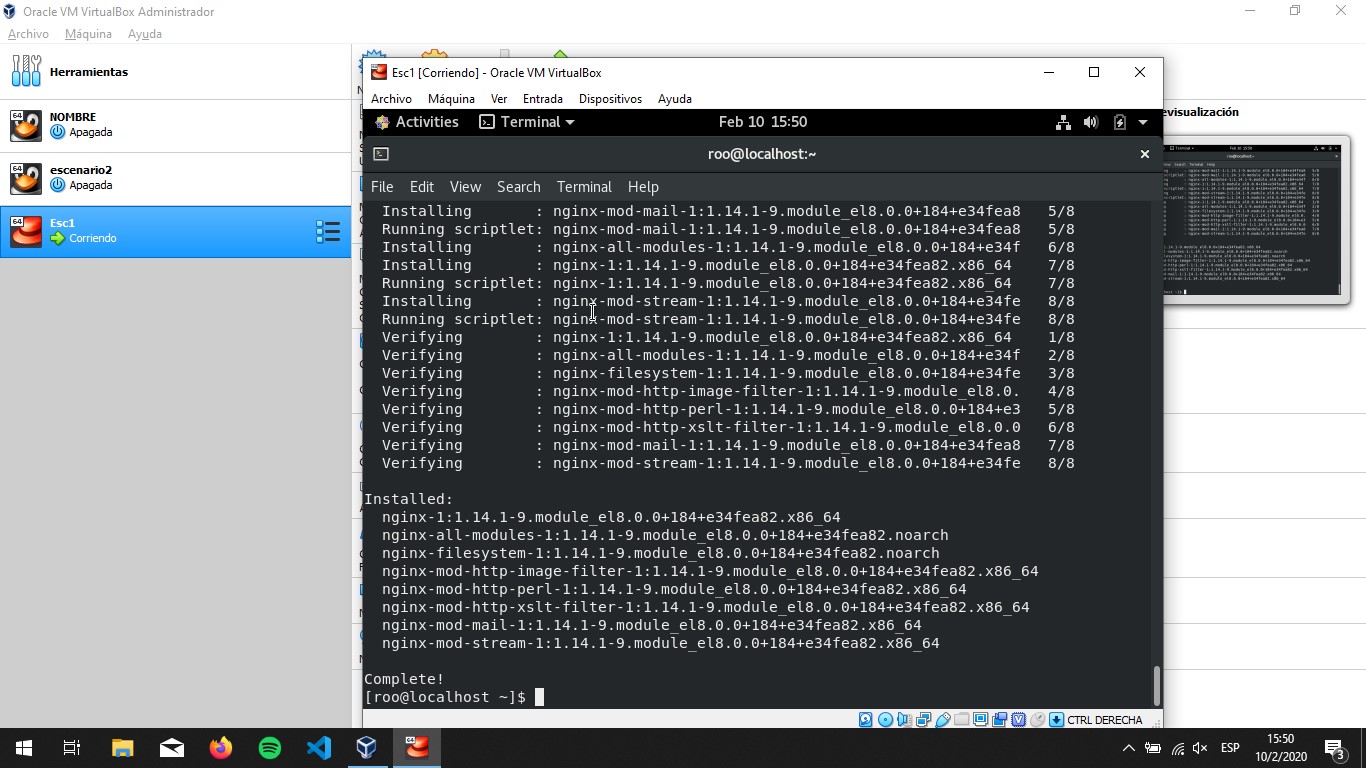 Oracle VM VirtualBox Administrador
Archivo Máquina Ayuda
Herramientas
64
NOMBRE
Apagada
64
escenario2
Apagada
64
Esc1
Corriendo
evisualización
Esc1 [Corriendo] - Oracle VM VirtualBox
Archivo Máquina Ver Entrada Dispositivos Ayuda
Activities Terminal Feb 10 15:50
roo@localhost:~
File Edit View Search Terminal Help
Installing : nginx-mod-mail-1:1.14.1-9.module_el8.0.0+184+e34fea8 5/8
Running scriptlet: nginx-mod-mail-1:1.14.1-9.module_el8.0.0+184+e34fea8 5/8
Installing : nginx-all-modules-1:1.14.1-9.module_el8.0.0+184+e34f 6/8
Installing : nginx-1:1.14.1-9.module_el8.0.0+184+e34fea82.x86_64 7/8
Running scriptlet: nginx-1:1.14.1-9.module_el8.0.0+184+e34fea82.x86_64 7/8
Installing : nginx-mod-stream-1:1.14.1-9.module_el8.0.0+184+e34fe 8/8
Running scriptlet: nginx-mod-stream-1:1.14.1-9.module_el8.0.0+184+e34fe 8/8
Verifying : nginx-1:1.14.1-9.module_el8.0.0+184+e34fea82.x86_64 1/8
Verifying : nginx-all-modules-1:1.14.1-9.module_el8.0.0+184+e34f 2/8
Verifying : nginx-filesystem-1:1.14.1-9.module_el8.0.0+184+e34fe 3/8
Verifying : nginx-mod-http-image-filter-1:1.14.1-9.module_el8.0. 4/8
Verifying : nginx-mod-http-perl-1:1.14.1-9.module_el8.0.0+184+e3 5/8
Verifying : nginx-mod-http-xslt-filter-1:1.14.1-9.module_el8.0.0 6/8
Verifying : nginx-mod-mail-1:1.14.1-9.module_el8.0.0+184+e34fea8 7/8
Verifying : nginx-mod-stream-1:1.14.1-9.module_el8.0.0+184+e34fe 8/8
Installed:
nginx-1:1.14.1-9.module_el8.0.0+184+e34fea82.x86_64
nginx-all-modules-1:1.14.1-9.module_el8.0.0+184+e34fea82.noarch
nginx-filesystem-1:1.14.1-9.module_el8.0.0+184+e34fea82.noarch
nginx-mod-http-image-filter-1:1.14.1-9.module_el8.0.0+184+e34fea82.x86_64
nginx-mod-http-perl-1:1.14.1-9.module_el8.0.0+184+e34fea82.x86_64
nginx-mod-http-xslt-filter-1:1.14.1-9.module_el8.0.0+184+e34fea82.x86_64
nginx-mod-mail-1:1.14.1-9.module_el8.0.0+184+e34fea82.x86_64
nginx-mod-stream-1:1.14.1-9.module_el8.0.0+184+e34fea82.x86_64
Complete!
[roo@localhost ~]$
CTRL DERECHA
ESP
15:50
10/2/2020
3